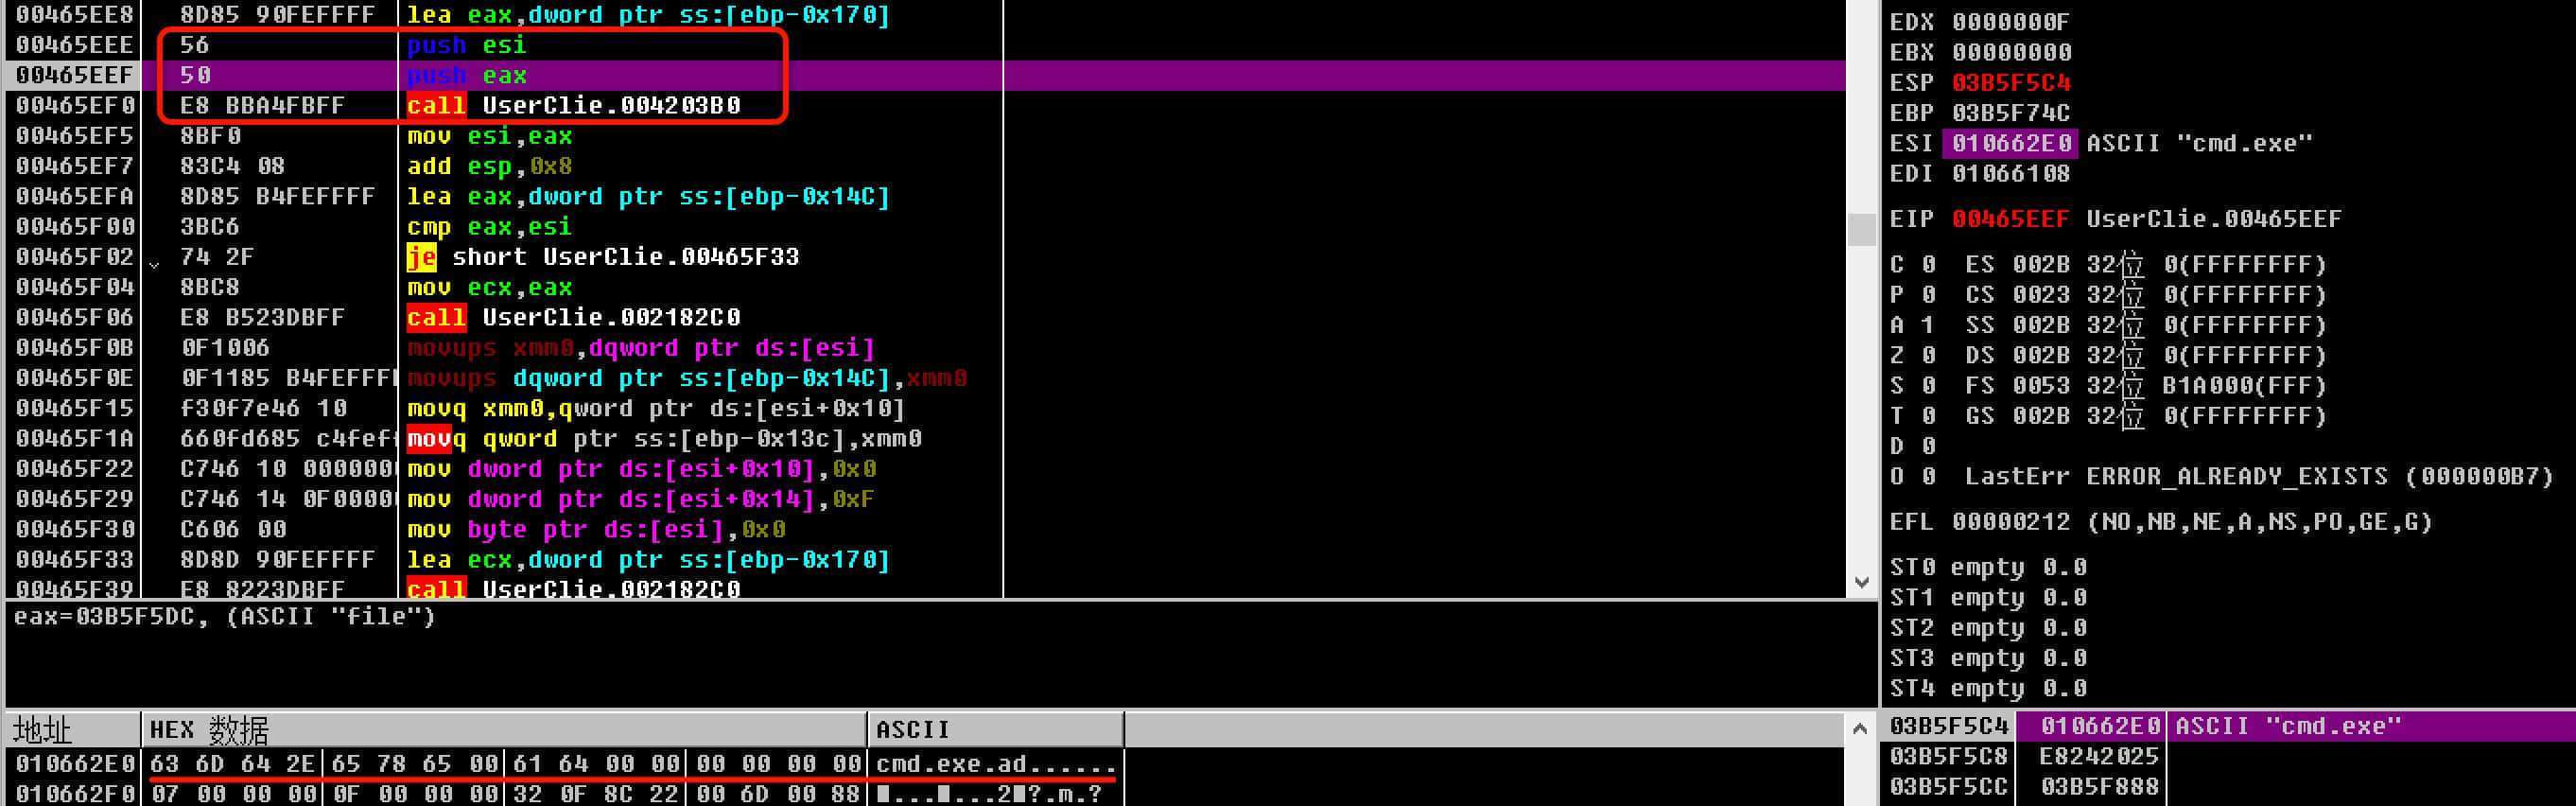 00465EE8 8D85 90FEFFFF lea eax,dword ptr ss:[ebp-0x170]
00465EEE 56 push esi
00465EEF 50 push eax
00465EF0 E8 BBA4FBFF call UserClie.004203B0
00465EF5 8BF0 mov esi,eax
00465EF7 83C4 08 add esp,0x8
00465EFA 8D85 B4FEFFFF lea eax,dword ptr ss:[ebp-0x14C]
00465F00 3BC6 cmp eax,esi
00465F02 74 2F je short UserClie.00465F33
00465F04 8BC8 mov ecx,eax
00465F06 E8 B523DBFF call UserClie.002182C0
00465F0B 0F1006 movups xmm0,dqword ptr ds:[esi]
00465F0E 0F1185 B4FEFFFF movups dqword ptr ss:[ebp-0x14C],xmm0
00465F15 f30f7e46 10 movq xmm0,qword ptr ds:[esi+0x10]
00465F1A 660fd685 c4feff movq qword ptr ss:[ebp-0x13c],xmm0
00465F22 C746 10 000000 mov dword ptr ds:[esi+0x10],0x0
00465F29 C746 14 0F0000 mov dword ptr ds:[esi+0x14],0xF
00465F30 C606 00 mov byte ptr ds:[esi],0x0
00465F33 8D8D 90FEFFFF lea ecx,dword ptr ss:[ebp-0x170]
00465F39 E8 8223DBFF call UserClie.002182C0
eax=03B5F5DC, (ASCII "file")
地址 HEX 数据 ASCII
010662E0 63 6D 64 2E 65 78 65 00 61 64 00 00 00 00 00 00 cmd.exe.ad......
010662F0 07 00 00 00 0F 00 00 00 32 0F 8C 22 00 6D 00 88 ...2?.m.?
EDX 0000000F
EBX 00000000
ESP 03B5F5C4
EBP 03B5F74C
ESI 010662E0 ASCII "cmd.exe"
EDI 01066108
EIP 00465EEF UserClie.00465EEF
C 0 ES 002B 32位 0(FFFFFFFF)
P 0 CS 0023 32位 0(FFFFFFFF)
A 1 SS 002B 32位 0(FFFFFFFF)
Z 0 DS 002B 32位 0(FFFFFFFF)
S 0 FS 0053 32位 B1A000(FFF)
T 0 GS 002B 32位 0(FFFFFFFF)
D 0
O 0 LastErr ERROR_ALREADY_EXISTS (000000B7)
EFL 00000212 (NO,NB,NE,A,NS,PO,GE,G)
ST0 empty 0.0
ST1 empty 0.0
ST2 empty 0.0
ST3 empty 0.0
ST4 empty 0.0
03B5F5C4 010662E0 ASCII "cmd.exe"
03B5F5C8 E8242025
03B5F5CC 03B5F888